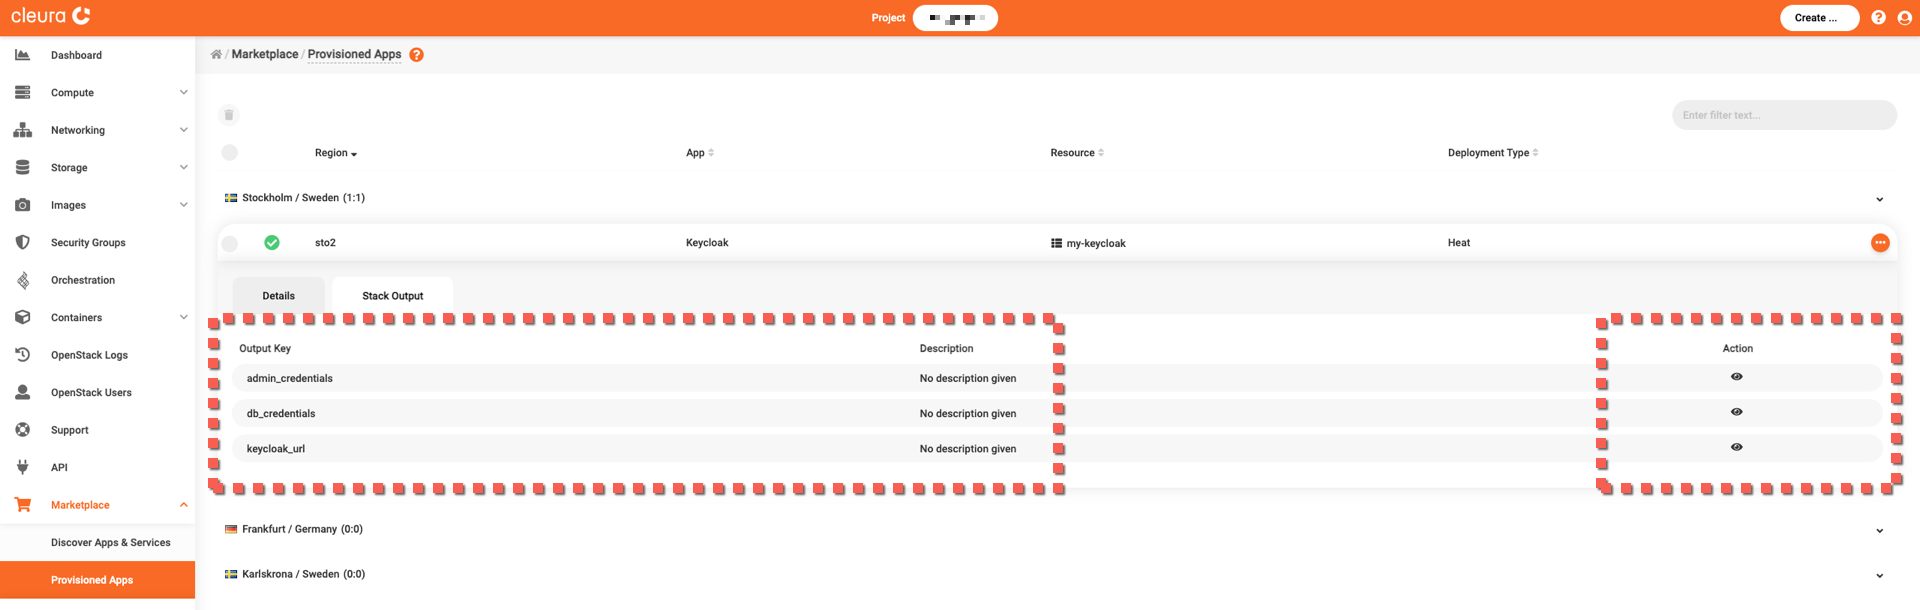 cleura
Project
Create ...
Dashboard
Compute
Networking
Storage
Images
Security Groups
Orchestration
Containers
OpenStack Logs
OpenStack Users
Support
API
Marketplace
Discover Apps & Services
Provisioned Apps
/ Marketplace / Provisioned Apps
Enter filter text...
Region App Resource Deployment Type
Stockholm / Sweden (1:1)
sto2 Keycloak my-keycloak Heat
Details Stack Output
Output Key Description Action
admin_credentials No description given
db_credentials No description given
keycloak_url No description given
Frankfurt / Germany (0:0)
Karlskrona / Sweden (0:0)